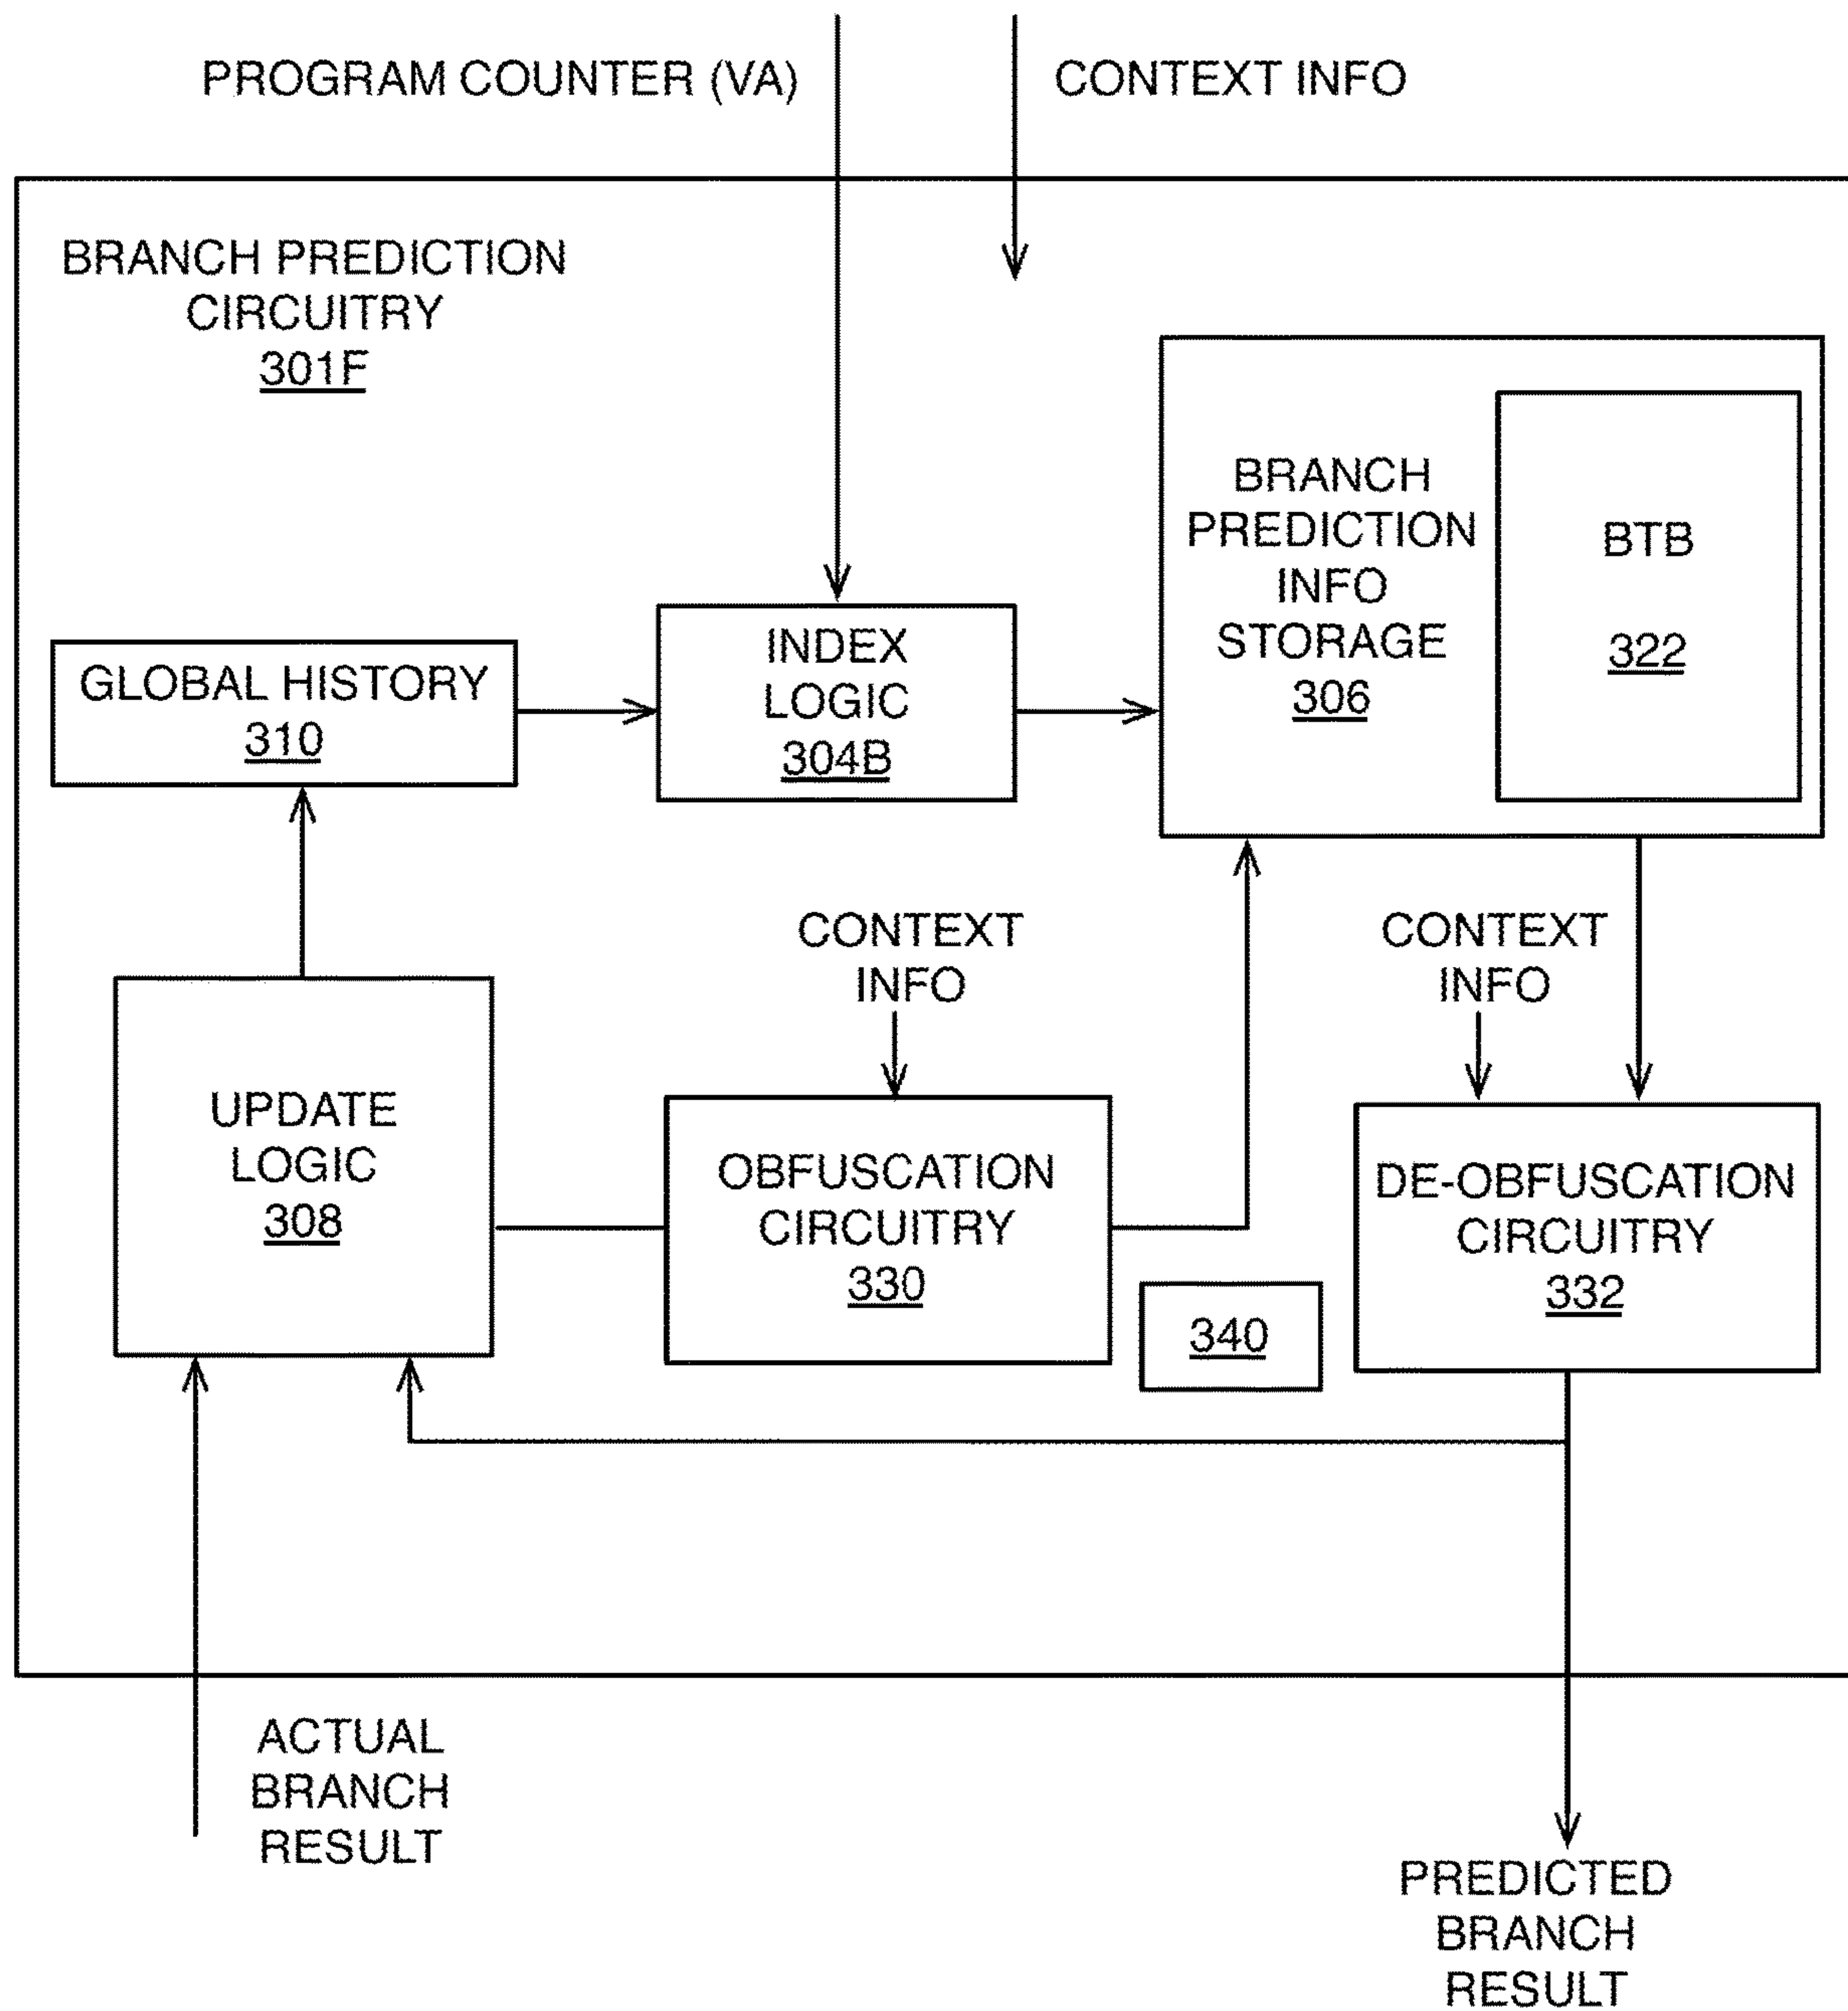 PROGRAM COUNTER (VA)
CONTEXT INFO
BRANCH PREDICTION
CIRCUITRY
301F
BRANCH
PREDICTION
INFO
STORAGE
306
BTB
322
GLOBAL HISTORY
310
INDEX
LOGIC
304B
CONTEXT
INFO
CONTEXT
INFO
UPDATE
LOGIC
308
OBFUSCATION
CIRCUITRY
330
DE-OBFUSCATION
CIRCUITRY
332
340
ACTUAL
BRANCH
RESULT
PREDICTED
BRANCH
RESULT